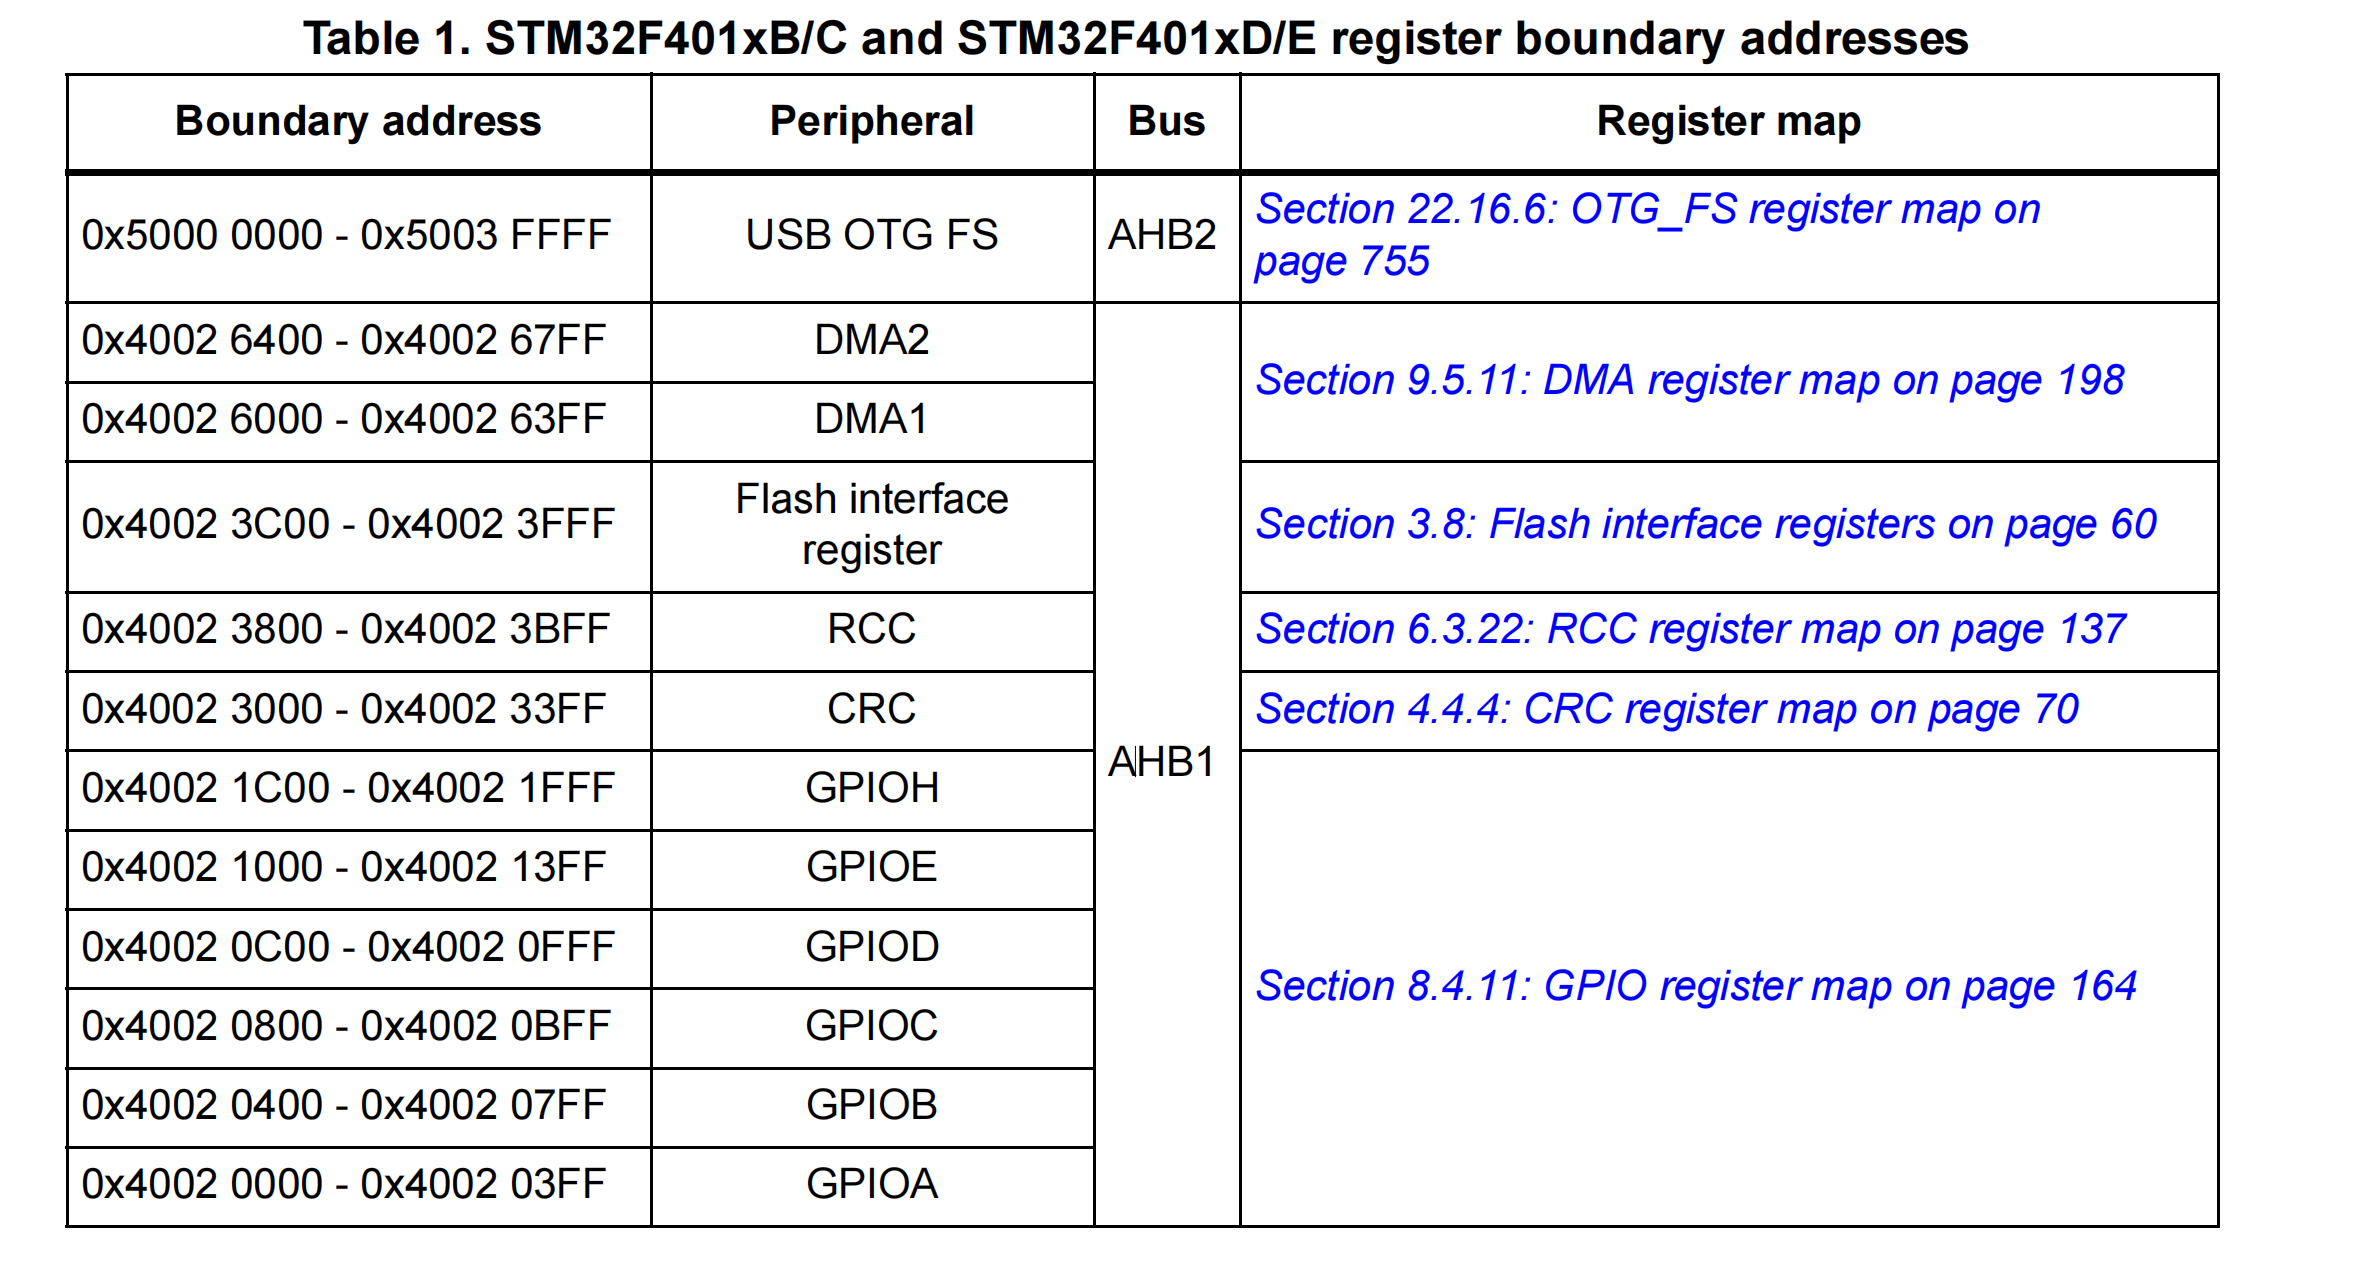 Table 1. STM32F401xB/C and STM32F401xD/E register boundary addresses
Boundary address Peripheral Bus Register map
0x5000 0000 - 0x5003 FFFF USB OTG FS AHB2 Section 22.16.6: OTG_FS register map on
page 755
0x4002 6400 - 0x4002 67FF DMA2
Section 9.5.11: DMA register map on page 198
0x4002 6000 - 0x4002 63FF DMA1
0x4002 3C00 - 0x4002 3FFF Flash interface
register Section 3.8: Flash interface registers on page 60
0x4002 3800 - 0x4002 3BFF RCC Section 6.3.22: RCC register map on page 137
0x4002 3000 - 0x4002 33FF CRC Section 4.4.4: CRC register map on page 70
AHB1
0x4002 1C00 - 0x4002 1FFF GPIOH
0x4002 1000 - 0x4002 13FF GPIOE
0x4002 0C00 - 0x4002 0FFF GPIOD
Section 8.4.11: GPIO register map on page 164
0x4002 0800 - 0x4002 0BFF GPIOC
0x4002 0400 - 0x4002 07FF GPIOB
0x4002 0000 - 0x4002 03FF GPIOA